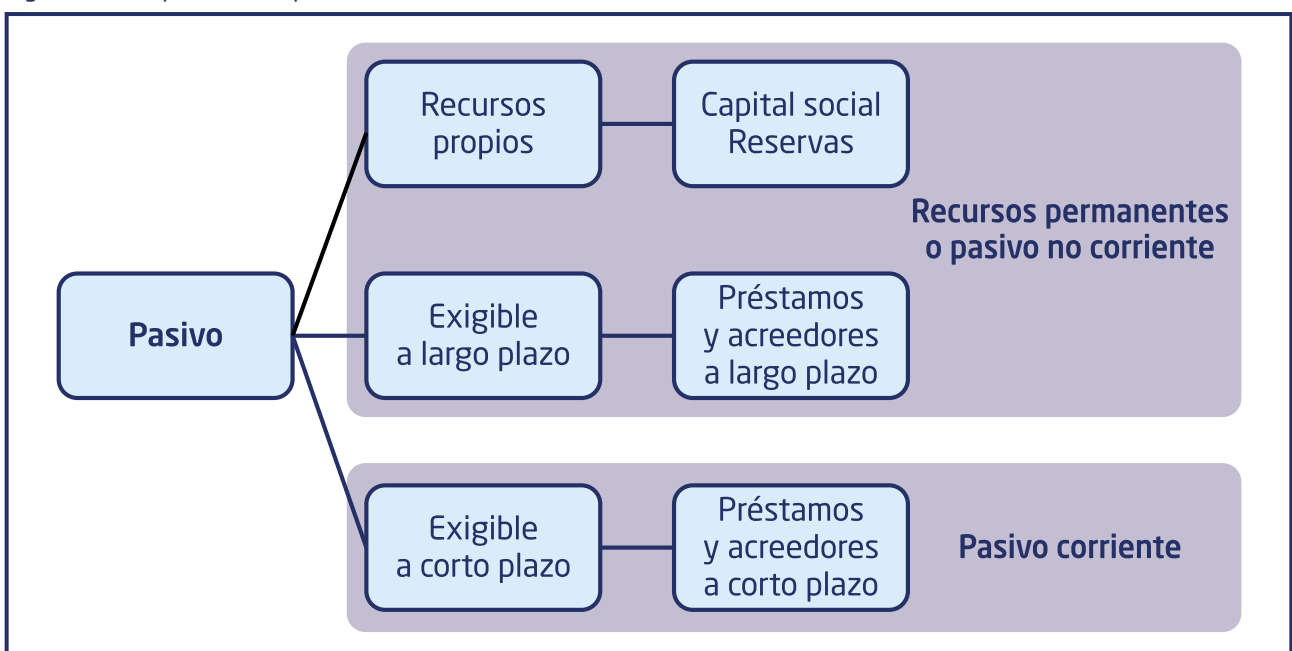 Recursos
propios
Capital social
Reservas
Recursos permanentes
o pasivo no corriente
Pasivo
Exigible
a largo plazo
Préstamos
y acreedores
a largo plazo
Exigible
a corto plazo
Préstamos
y acreedores
a corto plazo
Pasivo corriente